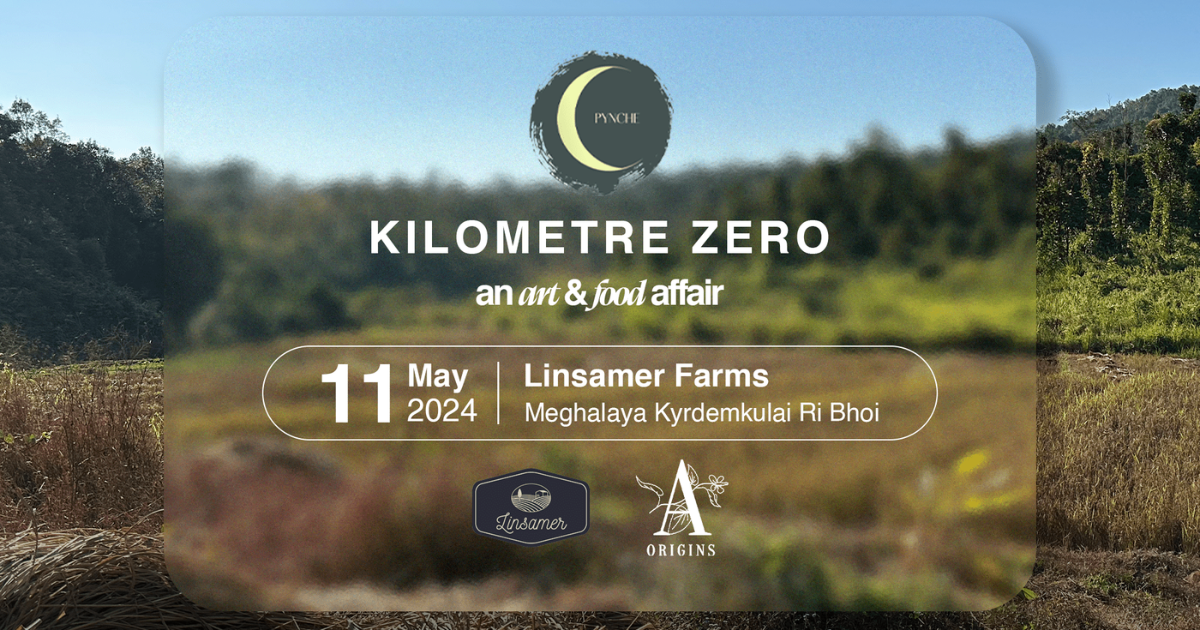 PYNCHE
KILOMETRE ZERO
an art & food affair
11 May 2024
Linsamer Farms
Meghalaya Kyrdemkulai Ri Bhoi
Linsamer
A
ORIGINS